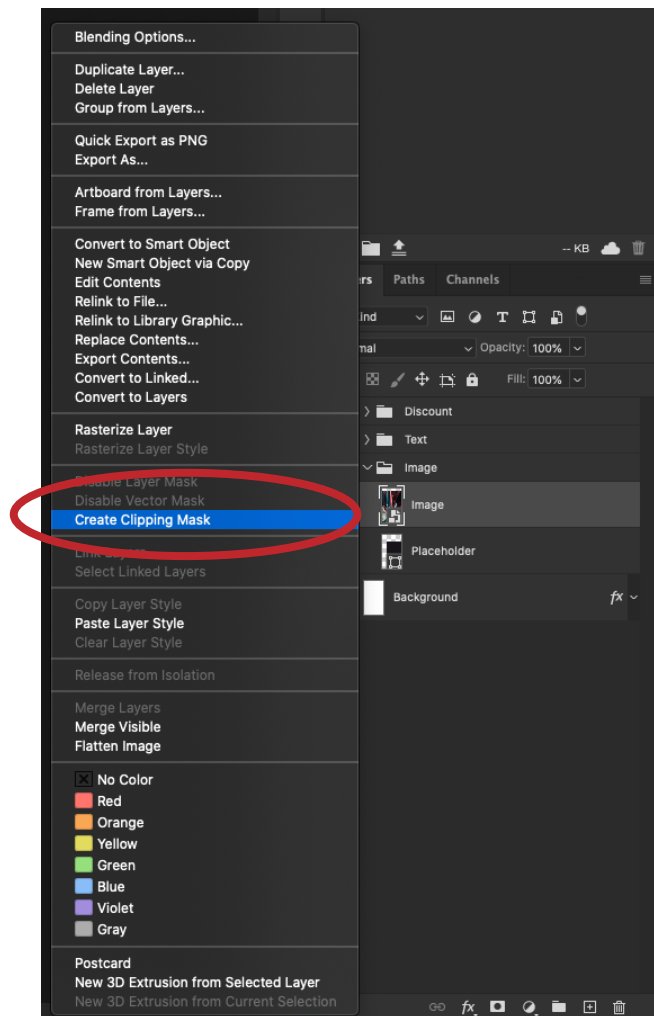 Blending Options...
Duplicate Layer...
Delete Layer
Group from Layers...
Quick Export as PNG
Export As...
Artboard from Layers...
Frame from Layers...
Convert to Smart Object
New Smart Object via Copy
Edit Contents
Relink to File...
Relink to Library Graphic...
Replace Contents...
Export Contents...
Convert to Linked...
Convert to Layers
Rasterize Layer
Rasterize Layer Style
Disable Layer Mask
Disable Vector Mask
Create Clipping Mask
Link Layers
Select Linked Layers
Copy Layer Style
Paste Layer Style
Clear Layer Style
Release from Isolation
Merge Layers
Merge Visible
Flatten Image
No Color
Red
Orange
Yellow
Green
Blue
Violet
Gray
Postcard
New 3D Extrusion from Selected Layer
New 3D Extrusion from Current Selection
-- KB
rs Paths Channels
ind T
mal Opacity: 100%
Fill: 100%
Discount
Text
Image
Image
Placeholder
Background fx
fx